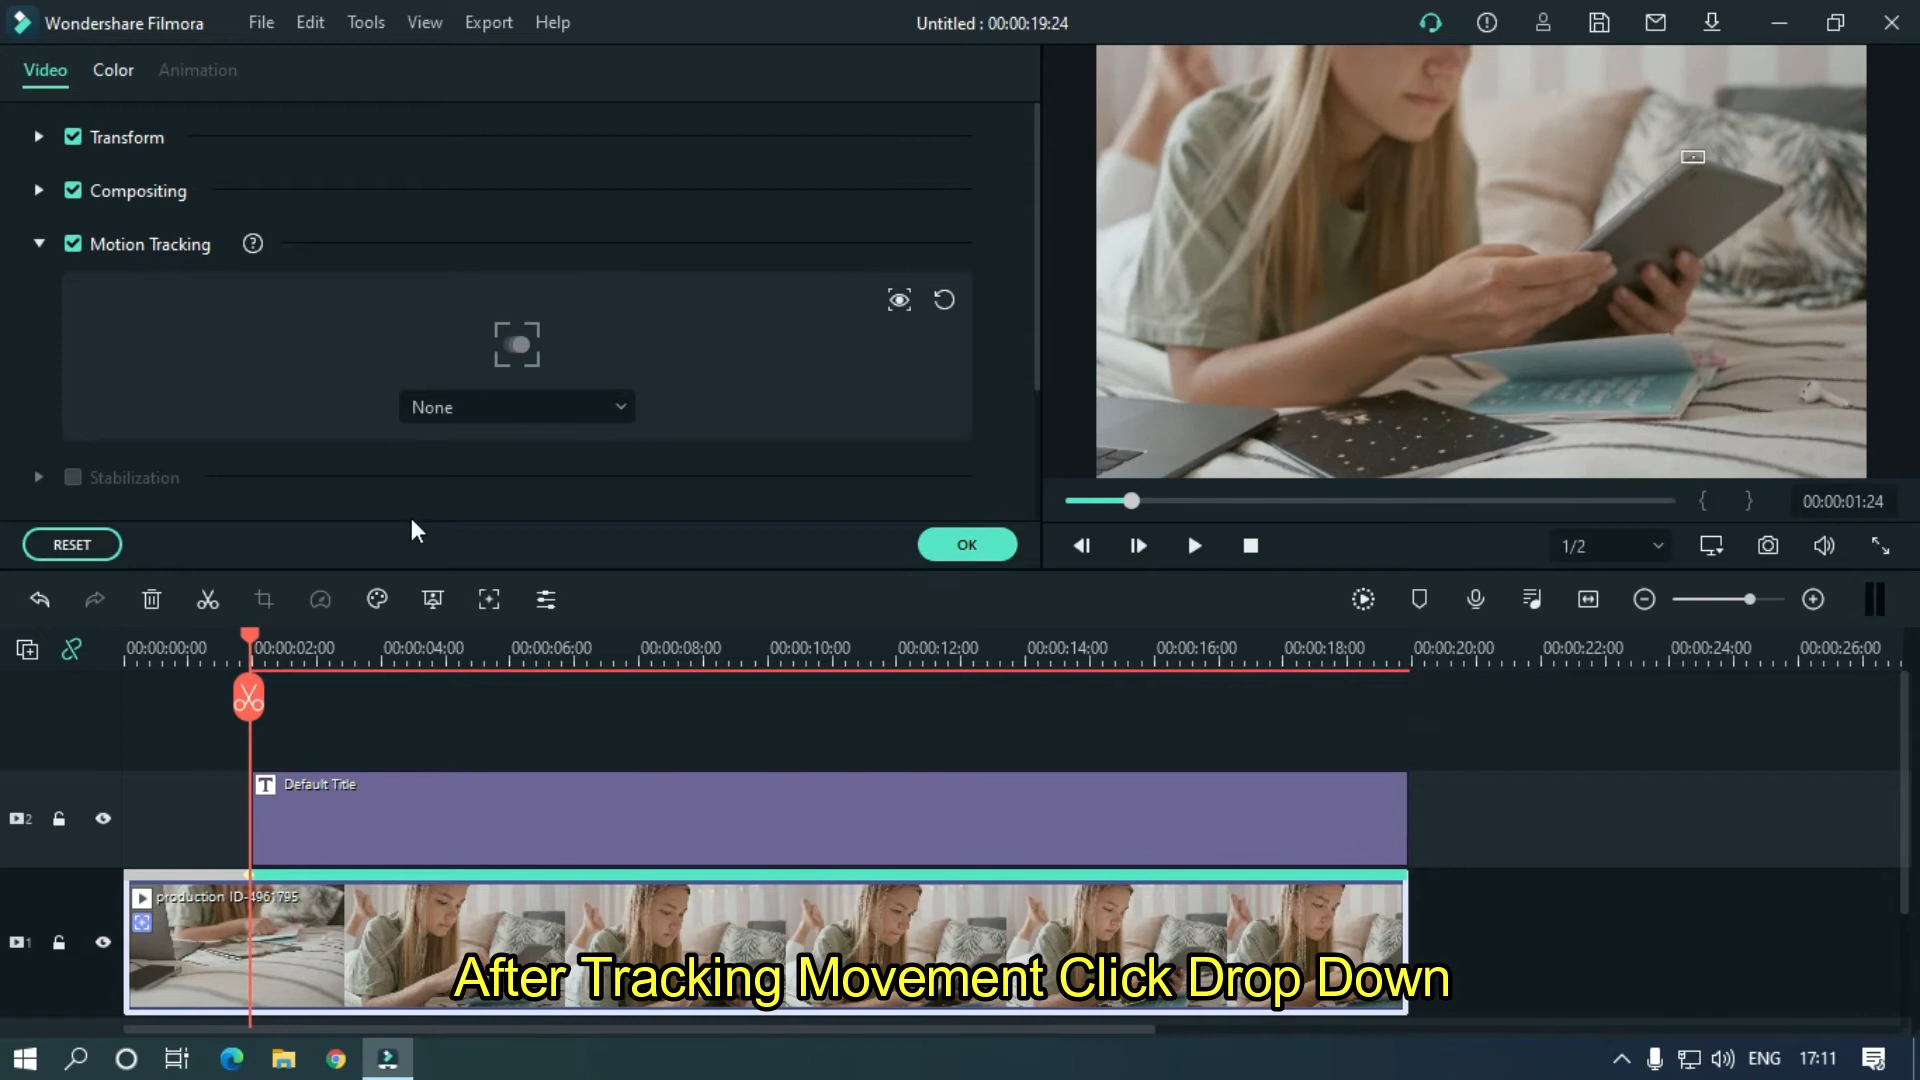 Wondershare Filmora File Edit Tools View Export Help Untitled : 00:00:19:24
Video Color Animation
Transform
Compositing
Motion Tracking ?
None
Stabilization
RESET OK
{ } 00:00:01:24
1/2
00:00:00:00 00:00:02:00 00:00:04:00 00:00:06:00 00:00:08:00 00:00:10:00 00:00:12:00 00:00:14:00 00:00:16:00 00:00:18:00 00:00:20:00 00:00:22:00 00:00:24:00 00:00:26:00
T Default Title
2
production ID-4961795
1
After Tracking Movement Click Drop Down
ENG 17:11